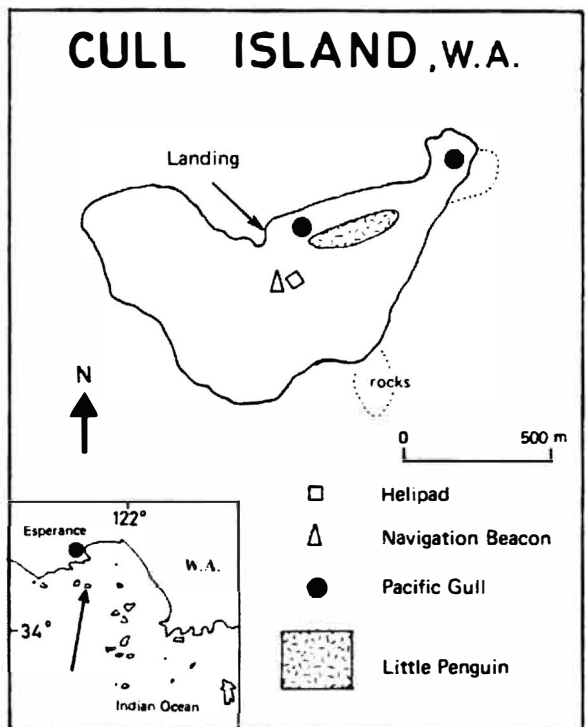 CULL ISLAND, W.A.
Landing
N
rocks
0 500 m
Helipad
Navigation Beacon
Pacific Gull
Little Penguin
122°
Esperance
W.A.
34°
Indian Ocean